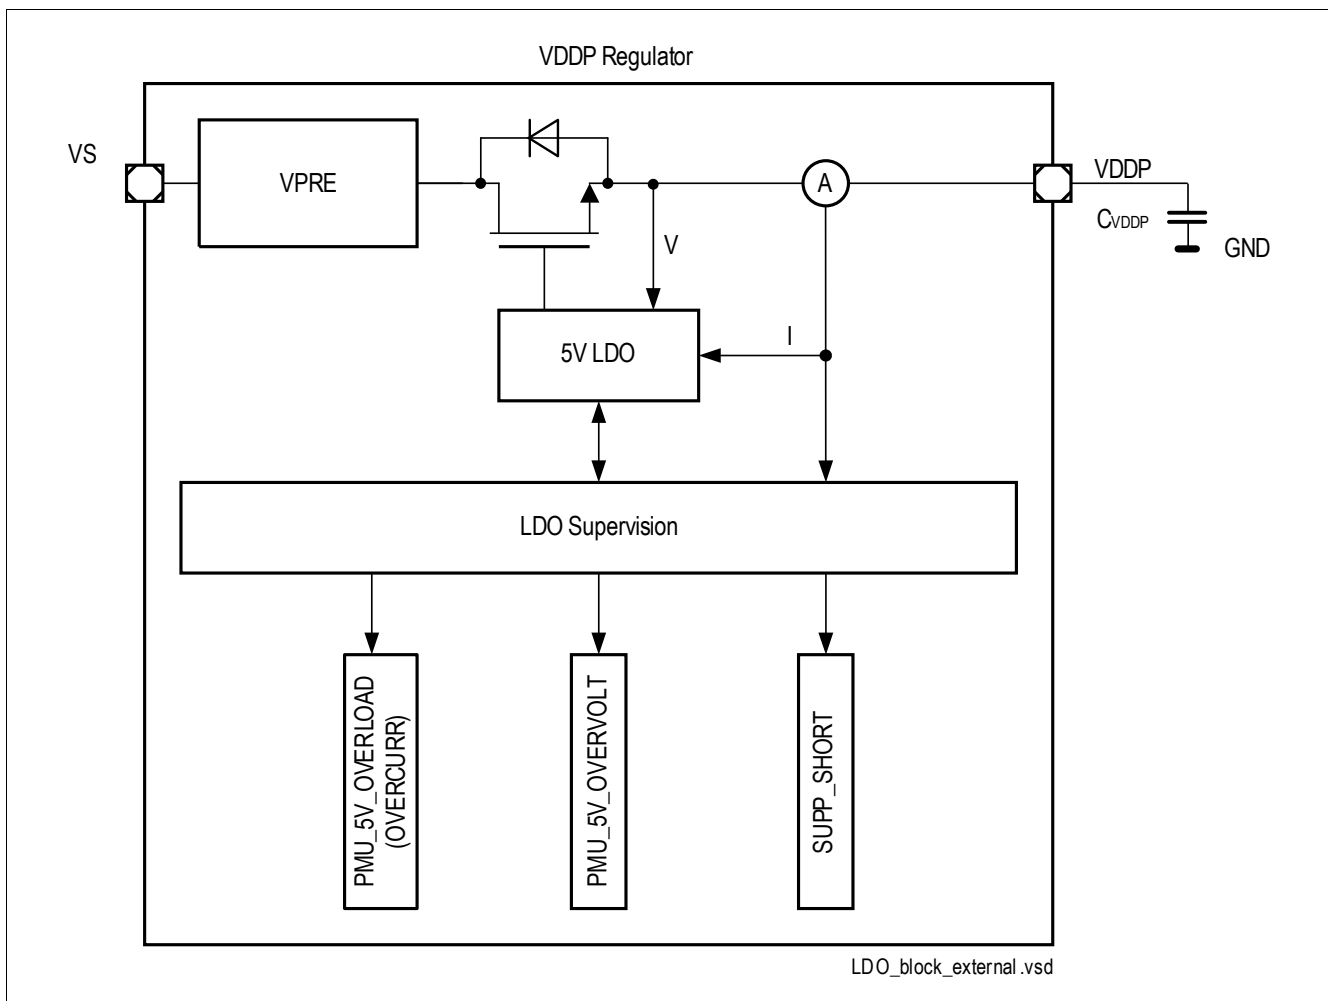 VDDP Regulator
VS
VPRE
A
VDDP
CVDDP
GND
V
I
5V LDO
LDO Supervision
PMU_5V_OVERLOAD
(OVERCURR)
PMU_5V_OVERVOLT
SUPP_SHORT
LDO_block_external.vsd